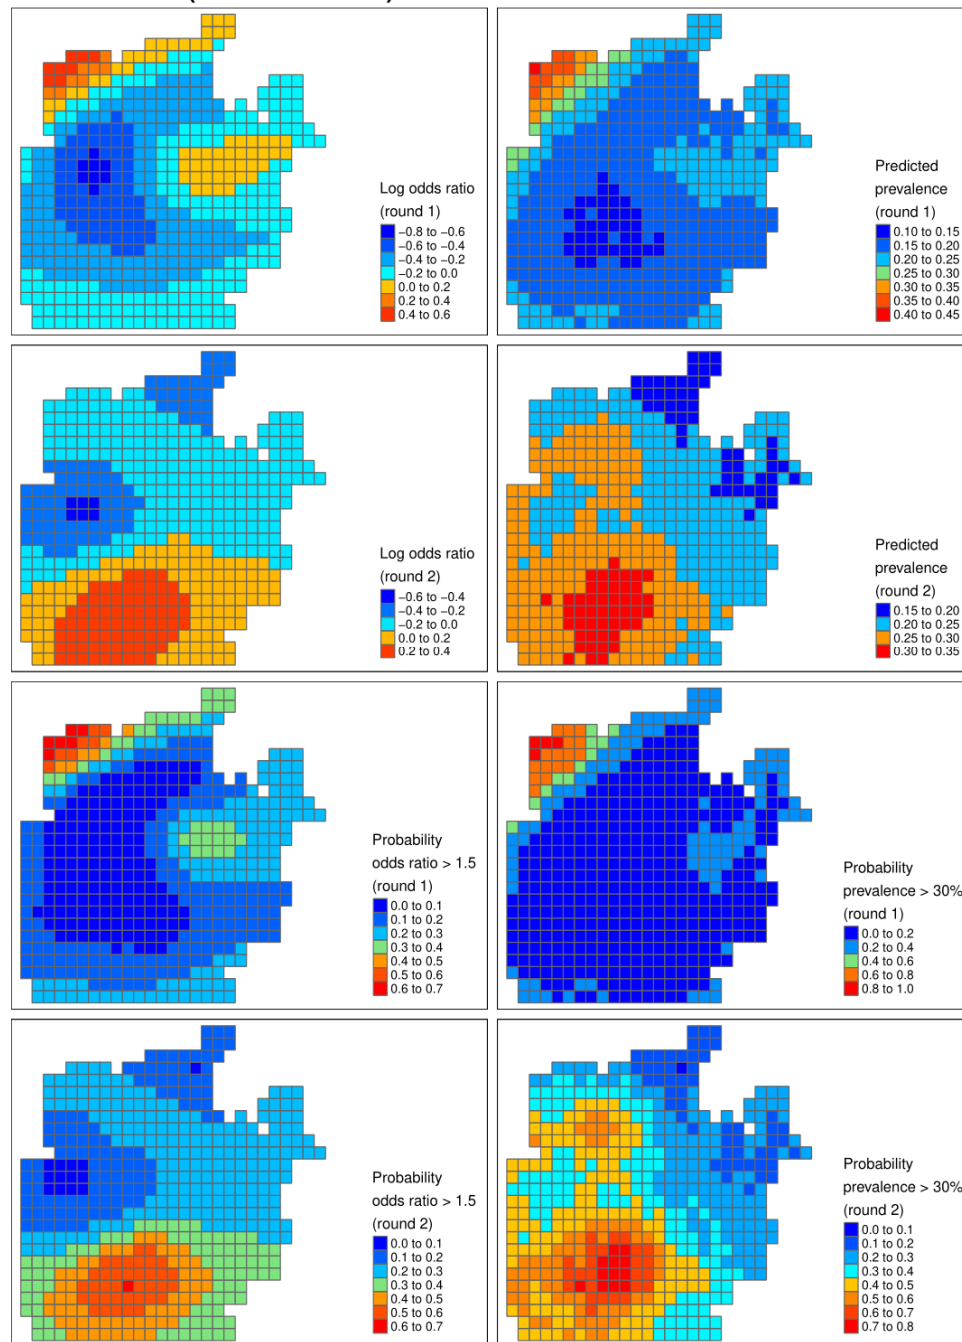 Log odds ratio
(round 1)
−0.8 to −0.6
−0.6 to −0.4
−0.4 to −0.2
−0.2 to 0.0
0.0 to 0.2
0.2 to 0.4
0.4 to 0.6
Predicted
prevalence
(round 1)
0.10 to 0.15
0.15 to 0.20
0.20 to 0.25
0.25 to 0.30
0.30 to 0.35
0.35 to 0.40
0.40 to 0.45
Log odds ratio
(round 2)
−0.6 to −0.4
−0.4 to −0.2
−0.2 to 0.0
0.0 to 0.2
0.2 to 0.4
Predicted
prevalence
(round 2)
0.15 to 0.20
0.20 to 0.25
0.25 to 0.30
0.30 to 0.35
Probability
odds ratio > 1.5
(round 1)
0.0 to 0.1
0.1 to 0.2
0.2 to 0.3
0.3 to 0.4
0.4 to 0.5
0.5 to 0.6
0.6 to 0.7
Probability
prevalence > 30%
(round 1)
0.0 to 0.2
0.2 to 0.4
0.4 to 0.6
0.6 to 0.8
0.8 to 1.0
Probability
odds ratio > 1.5
(round 2)
0.0 to 0.1
0.1 to 0.2
0.2 to 0.3
0.3 to 0.4
0.4 to 0.5
0.5 to 0.6
0.6 to 0.7
Probability
prevalence > 30%
(round 2)
0.0 to 0.1
0.1 to 0.2
0.2 to 0.3
0.3 to 0.4
0.4 to 0.5
0.5 to 0.6
0.6 to 0.7
0.7 to 0.8